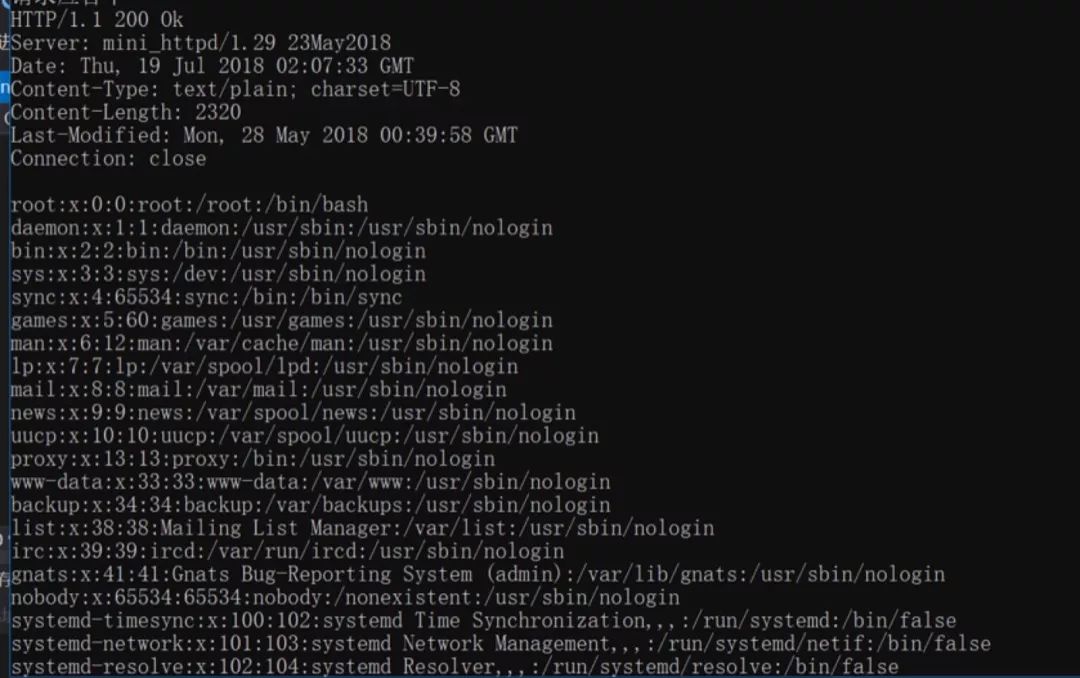 HTTP/1.1 200 Ok
Server: mini_httpd/1.29 23May2018
Date: Thu, 19 Jul 2018 02:07:33 GMT
Content-Type: text/plain; charset=UTF-8
Content-Length: 2320
Last-Modified: Mon, 28 May 2018 00:39:58 GMT
Connection: close
root:x:0:0:root:/root:/bin/bash
daemon:x:1:1:daemon:/usr/sbin:/usr/sbin/nologin
bin:x:2:2:bin:/bin:/usr/sbin/nologin
sys:x:3:3:sys:/dev:/usr/sbin/nologin
sync:x:4:65534:sync:/bin:/bin/sync
games:x:5:60:games:/usr/games:/usr/sbin/nologin
man:x:6:12:man:/var/cache/man:/usr/sbin/nologin
lp:x:7:7:lp:/var/spool/lpd:/usr/sbin/nologin
mail:x:8:8:mail:/var/mail:/usr/sbin/nologin
news:x:9:9:news:/var/spool/news:/usr/sbin/nologin
uucp:x:10:10:uucp:/var/spool/uucp:/usr/sbin/nologin
proxy:x:13:13:proxy:/bin:/usr/sbin/nologin
www-data:x:33:33:www-data:/var/www:/usr/sbin/nologin
backup:x:34:34:backup:/var/backups:/usr/sbin/nologin
list:x:38:38:Mailing List Manager:/var/list:/usr/sbin/nologin
irc:x:39:39:ircd:/var/run/ircd:/usr/sbin/nologin
gnats:x:41:41:Gnats Bug-Reporting System (admin):/var/lib/gnats:/usr/sbin/nologin
nobody:x:65534:65534:nobody:/nonexistent:/usr/sbin/nologin
systemd-timesync:x:100:102:systemd Time Synchronization,,,:/run/systemd:/bin/false
systemd-network:x:101:103:systemd Network Management,,,:/run/systemd/netif:/bin/false
systemd-resolve:x:102:104:systemd Resolver,,,:/run/systemd/resolve:/bin/false